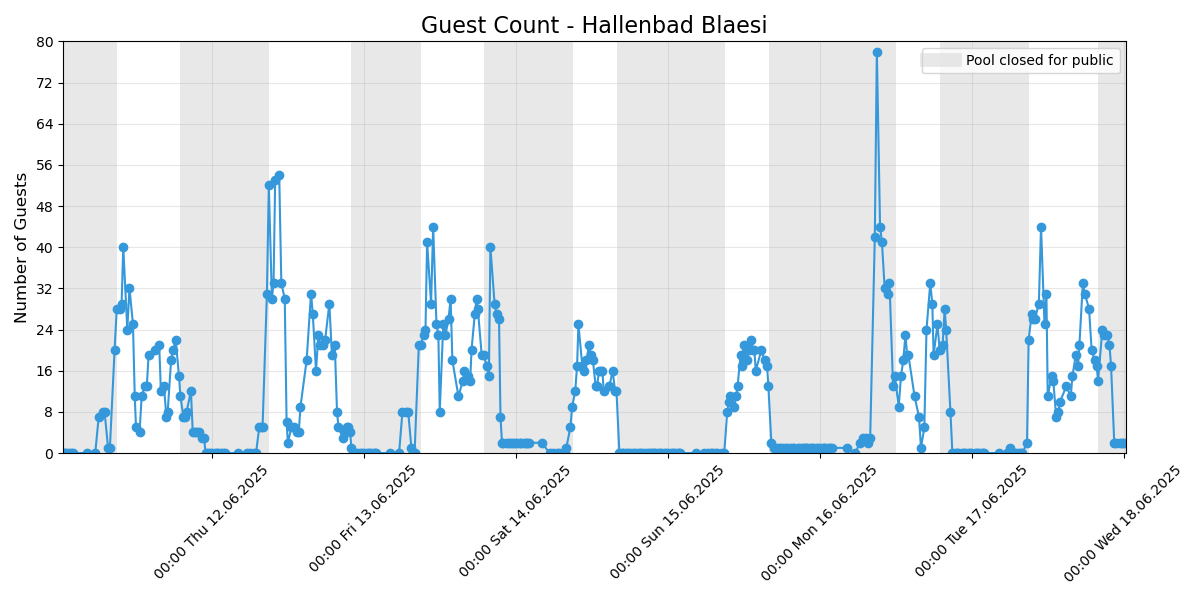 Guest Count - Hallenbad Blaesi
Pool closed for public
Number of Guests
80
72
64
56
48
40
32
24
16
8
0
00:00 Thu 12.06.2025
00:00 Fri 13.06.2025
00:00 Sat 14.06.2025
00:00 Sun 15.06.2025
00:00 Mon 16.06.2025
00:00 Tue 17.06.2025
00:00 Wed 18.06.2025